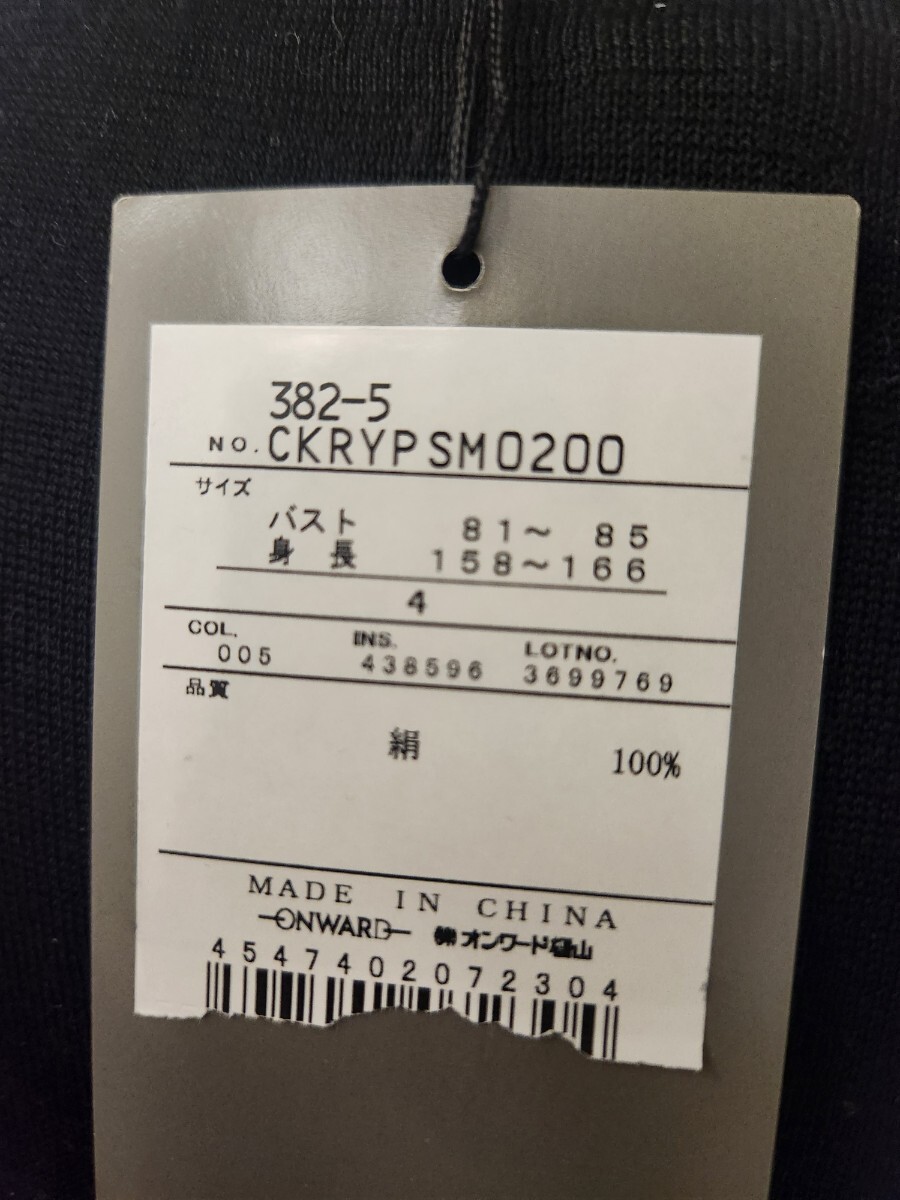 382-5
NO. CKRYPSM0200
サイズ
バスト 81～ 85
身 長 158～166
4
COL. INS. LOTNO.
005 438596 3699769
品質
絹 100%
MADE IN CHINA
ONWARD ㈱オンワード樫山
4547402072304